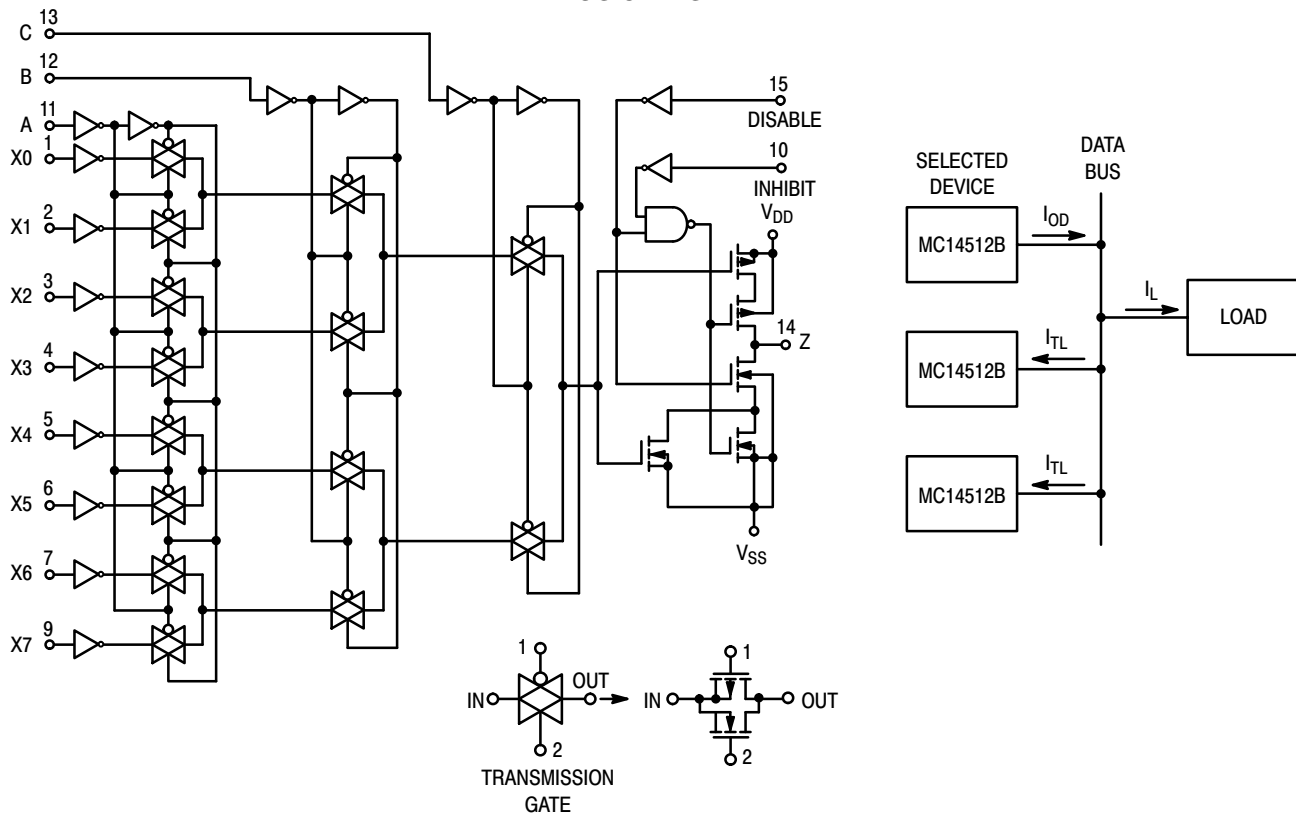 C 13
B 12
A 11
X0 1
X1 2
X2 3
X3 4
X4 5
X5 6
X6 7
X7 9
15
DISABLE
10
INHIBIT
VDD
14 Z
VSS
1
IN
OUT
2
TRANSMISSION
GATE
1
IN
OUT
2
SELECTED
DEVICE
DATA
BUS
MC14512B
IOD
IL
LOAD
MC14512B
ITL
MC14512B
ITL